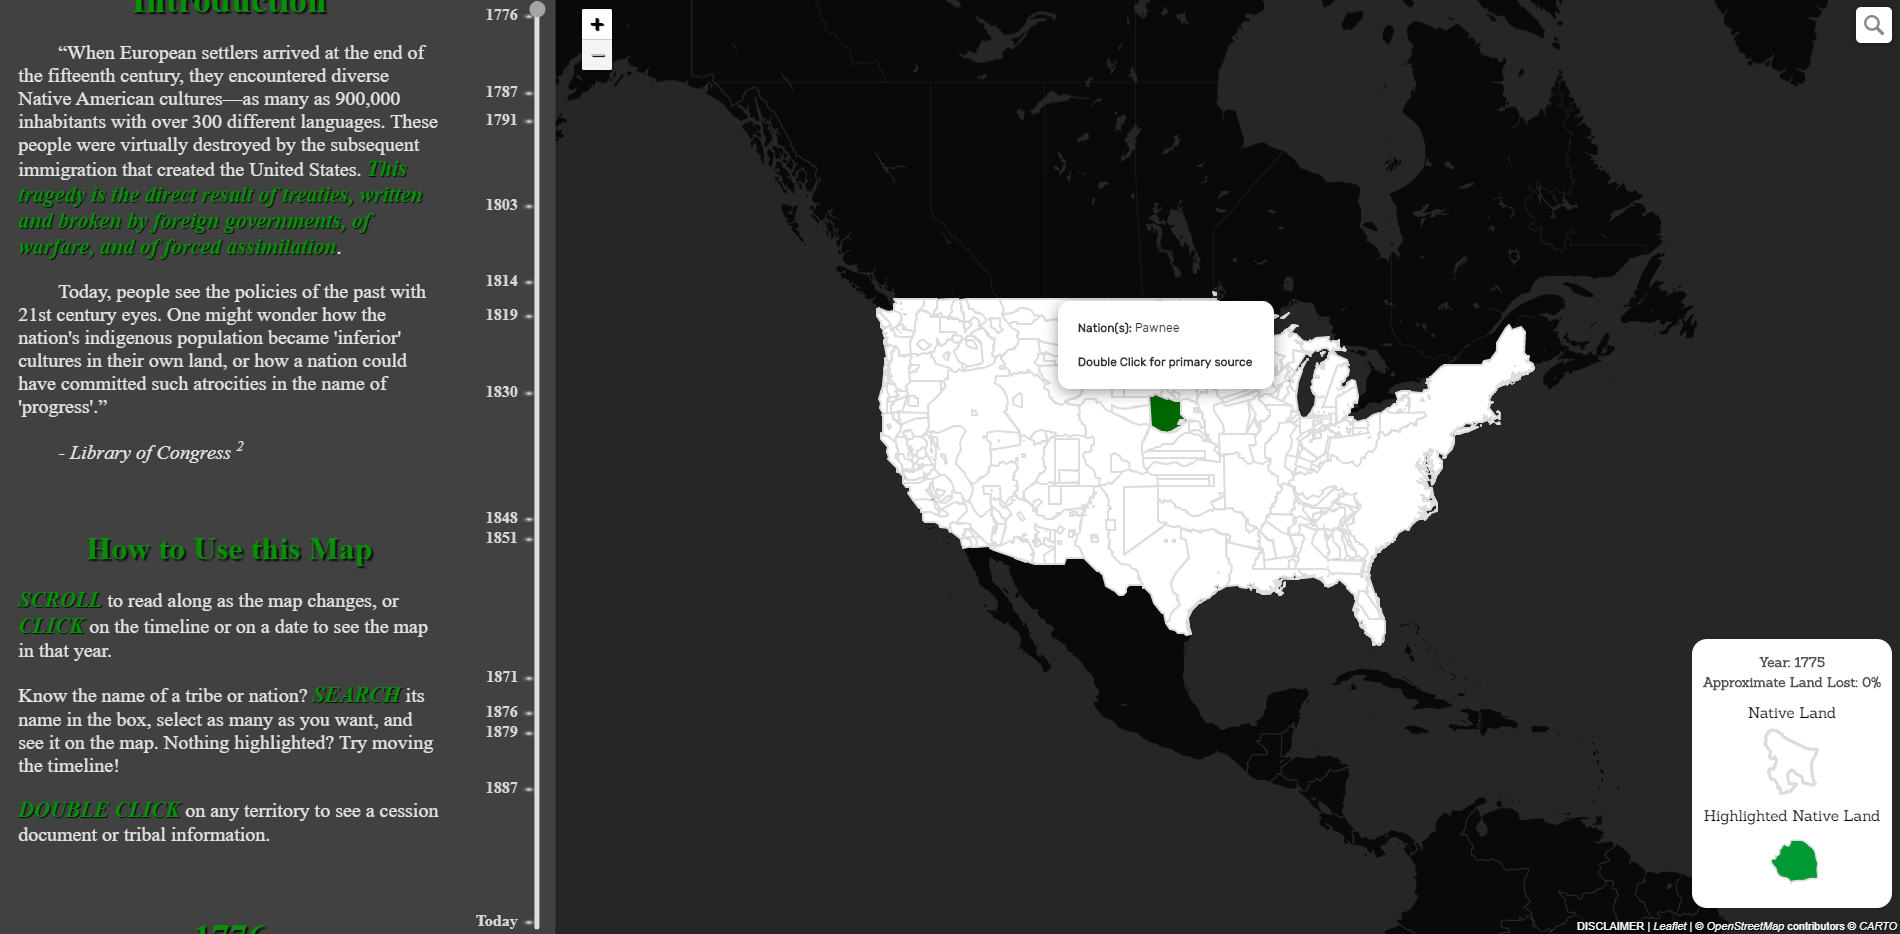 Introduction
“When European settlers arrived at the end of
the fifteenth century, they encountered diverse
Native American cultures—as many as 900,000
inhabitants with over 300 different languages. These
people were virtually destroyed by the subsequent
immigration that created the United States. This
tragedy is the direct result of treaties, written
and broken by foreign governments, of
warfare, and of forced assimilation.
Today, people see the policies of the past with
21st century eyes. One might wonder how the
nation's indigenous population became 'inferior'
cultures in their own land, or how a nation could
have committed such atrocities in the name of
'progress'.”
- Library of Congress 2
How to Use this Map
SCROLL to read along as the map changes, or
CLICK on the timeline or on a date to see the map
in that year.
Know the name of a tribe or nation? SEARCH its
name in the box, select as many as you want, and
see it on the map. Nothing highlighted? Try moving
the timeline!
DOUBLE CLICK on any territory to see a cession
document or tribal information.
1776
1776
1787
1791
1803
1814
1819
1830
1848
1851
1871
1876
1879
1887
Today
+
−
Nation(s): Pawnee
Double Click for primary source
Year: 1775
Approximate Land Lost: 0%
Native Land
Highlighted Native Land
DISCLAIMER | Leaflet | © OpenStreetMap contributors © CARTO